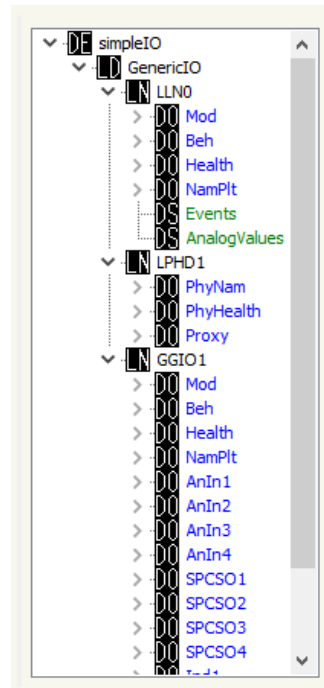 DE simpleIO
LD GenericIO
LN LLN0
DO Mod
DO Beh
DO Health
DO NamPlt
DS Events
DS AnalogValues
LN LPHD1
DO PhyNam
DO PhyHealth
DO Proxy
LN GGIO1
DO Mod
DO Beh
DO Health
DO NamPlt
DO AnIn1
DO AnIn2
DO AnIn3
DO AnIn4
DO SPCSO1
DO SPCSO2
DO SPCSO3
DO SPCSO4
DO Ind1